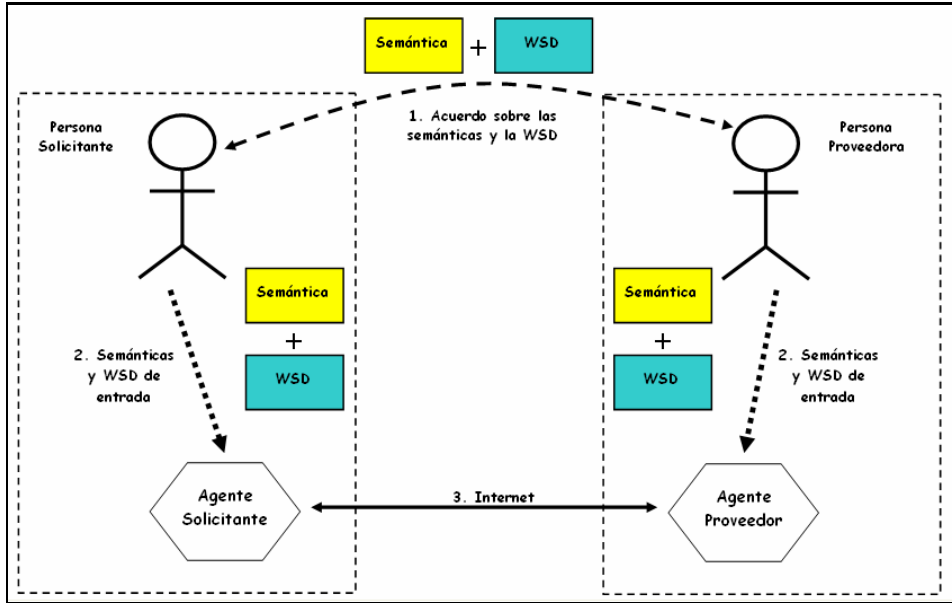 Semántica
+
WSD
1. Acuerdo sobre las
semánticas y la WSD
Persona
Solicitante
Persona
Proveedora
Semántica
+
WSD
Semántica
+
WSD
2. Semánticas
y WSD de
entrada
2. Semánticas
y WSD de
entrada
Agente
Solicitante
3. Internet
Agente
Proveedor